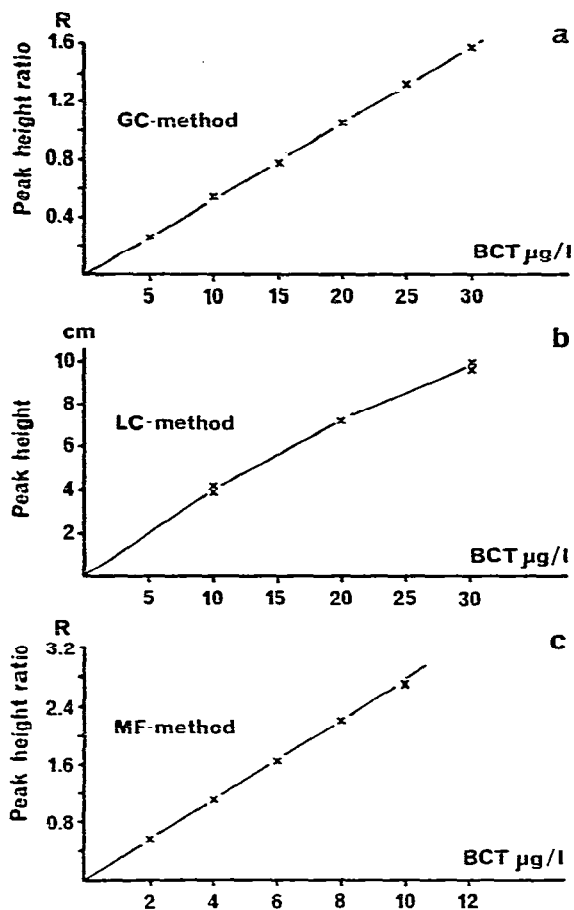 R
a
Peak height ratio
1.6
1.2
0.8
0.4
GC-method
BCT µg/l
5 10 15 20 25 30
cm
b
Peak height
10
8
6
4
2
LC-method
BCT µg/l
5 10 15 20 25 30
R
c
Peak height ratio
3.2
2.4
1.6
0.8
MF-method
BCT µg/l
2 4 6 8 10 12